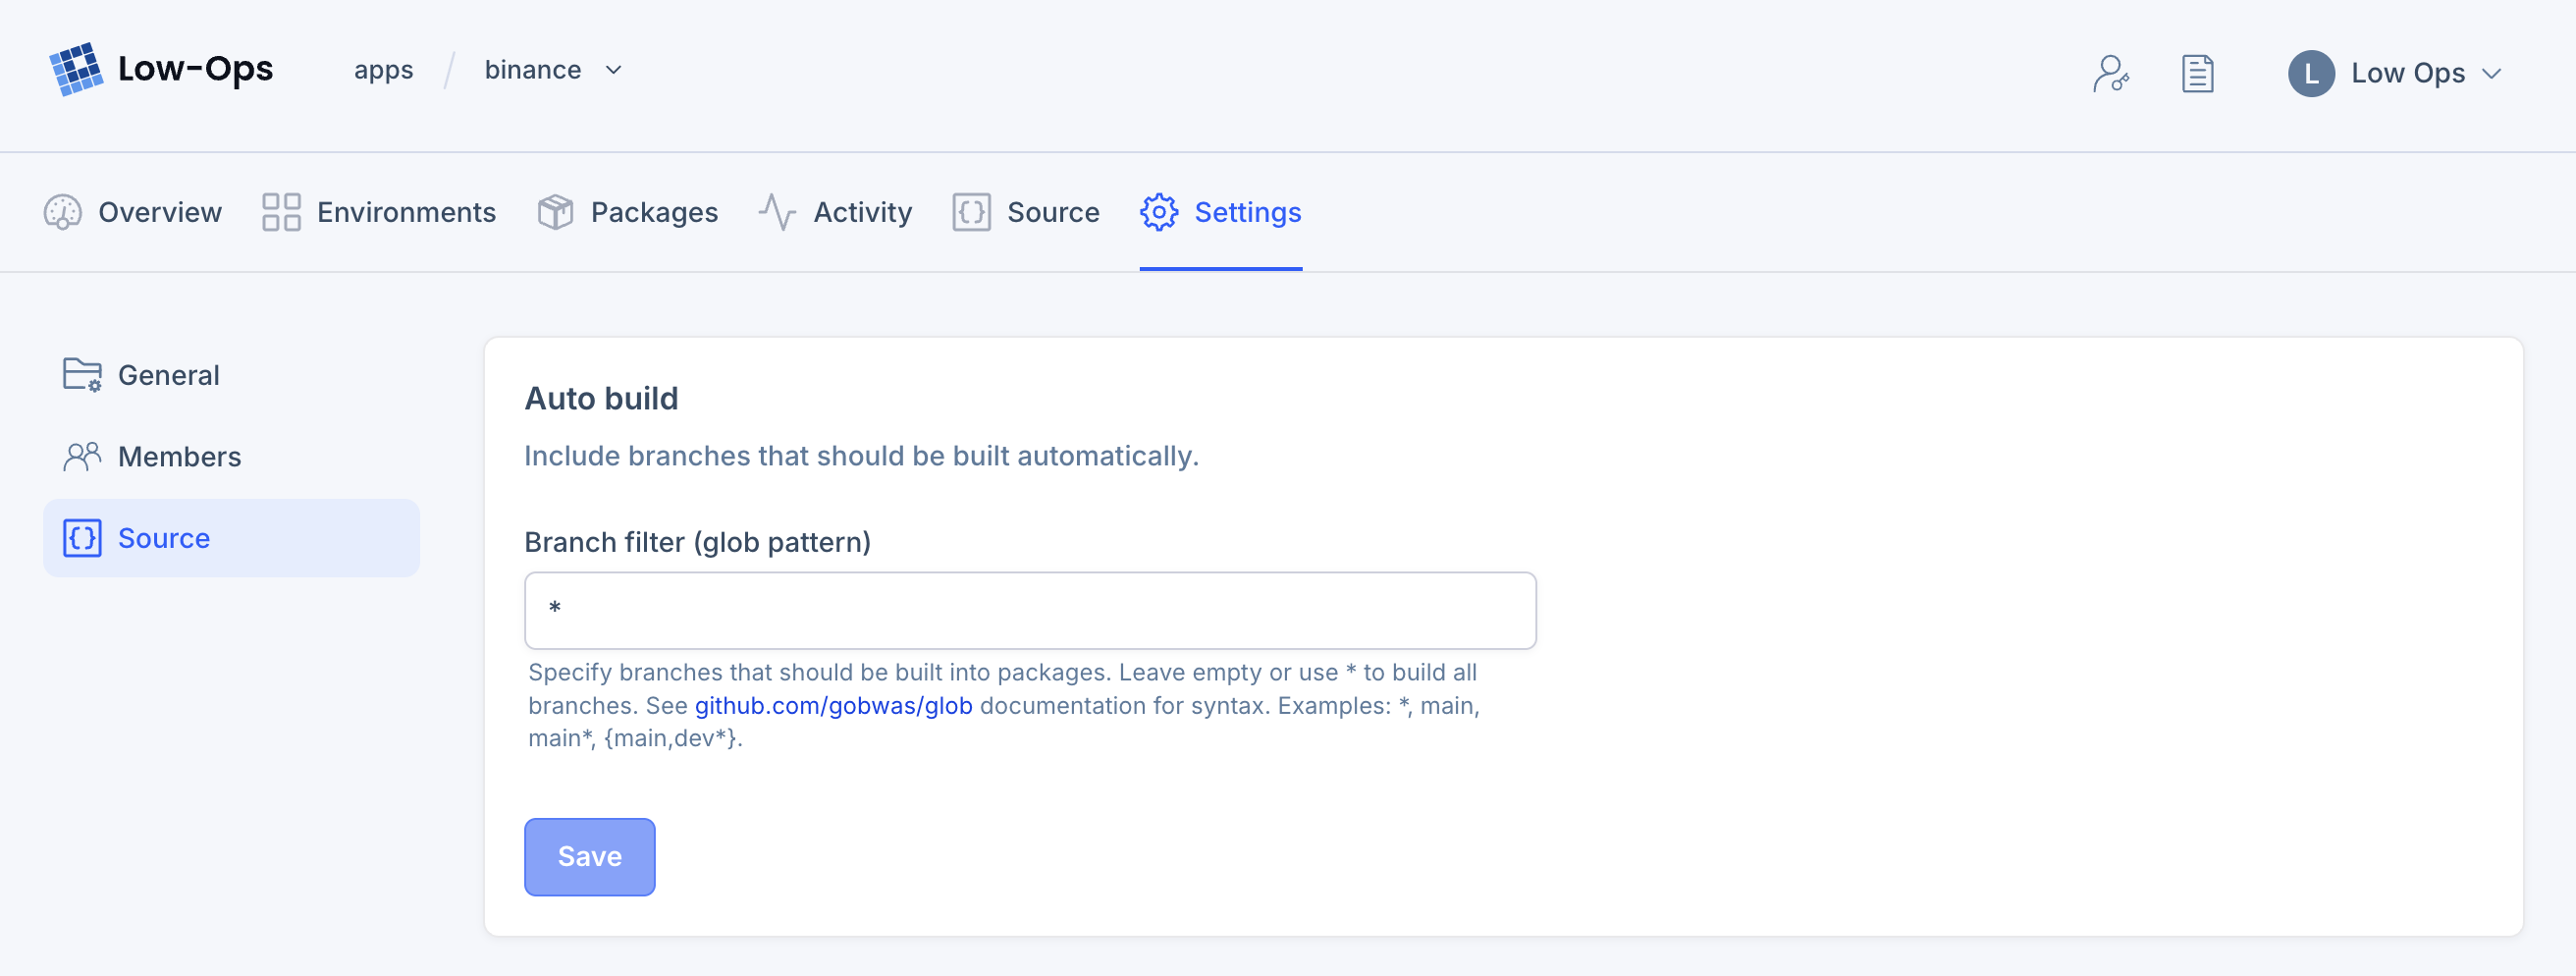 Low-Ops
apps / binance
L Low Ops
Overview
Environments
Packages
Activity
Source
Settings
General
Members
Source
Auto build
Include branches that should be built automatically.
Branch filter (glob pattern)
*
Specify branches that should be built into packages. Leave empty or use * to build all
branches. See github.com/gobwas/glob documentation for syntax. Examples: *, main,
main*, {main,dev*}.
Save